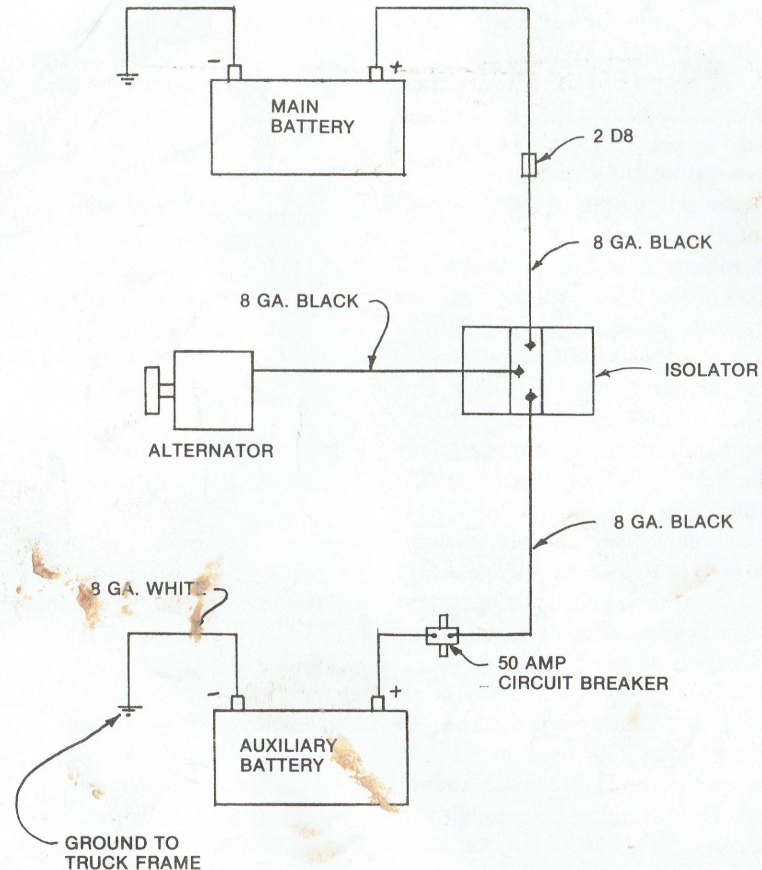 - +
MAIN
BATTERY
2 D8
8 GA. BLACK
8 GA. BLACK
ISOLATOR
ALTERNATOR
8 GA. BLACK
8 GA. WHITE
50 AMP
CIRCUIT BREAKER
- +
AUXILIARY
BATTERY
GROUND TO
TRUCK FRAME